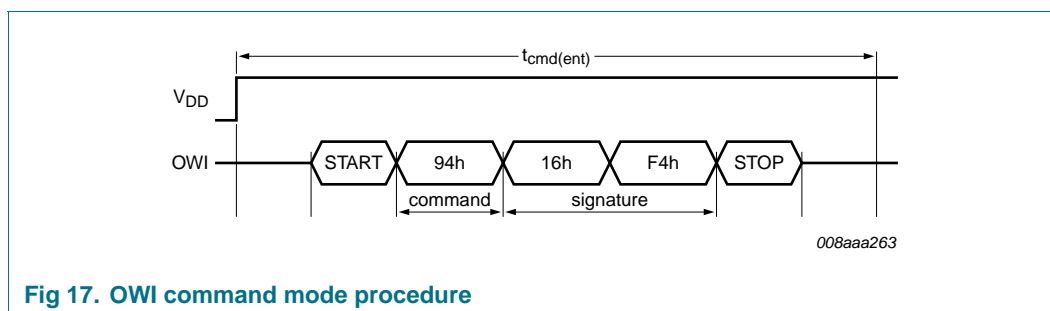 tcmd(ent)
VDD
OWI START 94h 16h F4h STOP
command signature
008aaa263
Fig 17. OWI command mode procedure